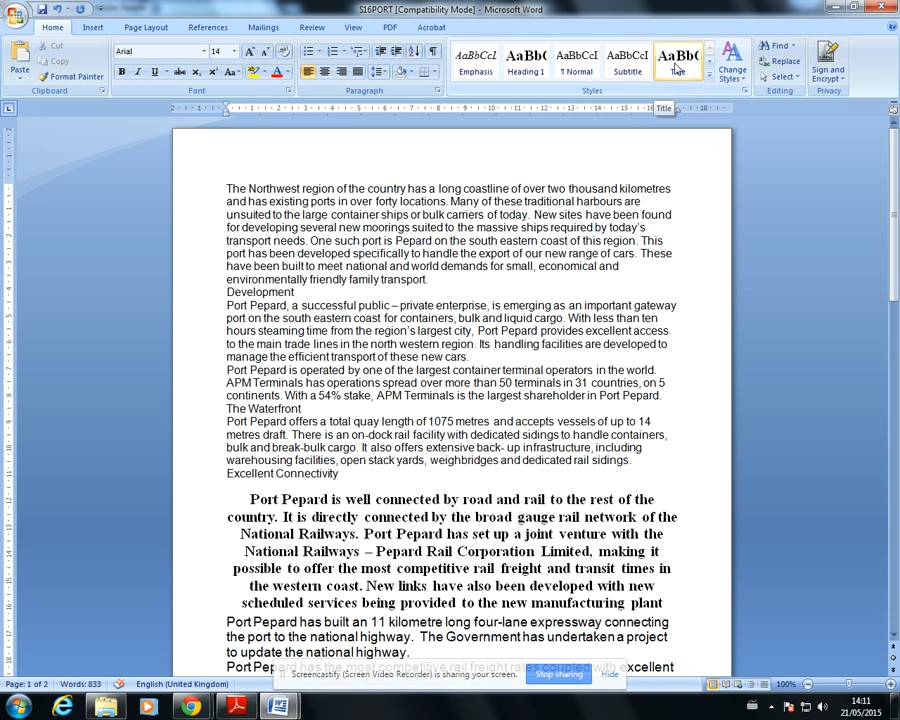 S16PORT [Compatibility Mode] - Microsoft Word
Home Insert Page Layout References Mailings Review View PDF Acrobat
Paste
Cut
Copy
Format Painter
Clipboard
Arial 14
B I U abe x₂ x² Aa
Font
Paragraph
AaBbCcI AaBb( AaBbCcI AaBbCcI AaBb(
Emphasis Heading 1 ¶ Normal Subtitle Title
Styles
Change Styles
Find
Replace
Select
Editing
Sign and Encrypt
Privacy
Title
The Northwest region of the country has a long coastline of over two thousand kilometres
and has existing ports in over forty locations. Many of these traditional harbours are
unsuited to the large container ships or bulk carriers of today. New sites have been found
for developing several new moorings suited to the massive ships required by today's
transport needs. One such port is Pepard on the south eastern coast of this region. This
port has been developed specifically to handle the export of our new range of cars. These
have been built to meet national and world demands for small, economical and
environmentally friendly family transport.
Development
Port Pepard, a successful public – private enterprise, is emerging as an important gateway
port on the south eastern coast for containers, bulk and liquid cargo. With less than ten
hours steaming time from the region's largest city, Port Pepard provides excellent access
to the main trade lines in the north western region. Its handling facilities are developed to
manage the efficient transport of these new cars.
Port Pepard is operated by one of the largest container terminal operators in the world.
APM Terminals has operations spread over more than 50 terminals in 31 countries, on 5
continents. With a 54% stake, APM Terminals is the largest shareholder in Port Pepard.
The Waterfront
Port Pepard offers a total quay length of 1075 metres and accepts vessels of up to 14
metres draft. There is an on-dock rail facility with dedicated sidings to handle containers,
bulk and break-bulk cargo. It also offers extensive back- up infrastructure, including
warehousing facilities, open stack yards, weighbridges and dedicated rail sidings.
Excellent Connectivity
Port Pepard is well connected by road and rail to the rest of the
country. It is directly connected by the broad gauge rail network of the
National Railways. Port Pepard has set up a joint venture with the
National Railways – Pepard Rail Corporation Limited, making it
possible to offer the most competitive rail freight and transit times in
the western coast. New links have also been developed with new
scheduled services being provided to the new manufacturing plant
Port Pepard has built an 11 kilometre long four-lane expressway connecting
the port to the national highway. The Government has undertaken a project
to update the national highway.
Port Pepard has the most competitive rail freight rates coupled with excellent
Screencastify (Screen Video Recorder) is sharing your screen. Stop sharing Hide
Page: 1 of 2 Words: 833 English (United Kingdom) 100%
14:11
21/05/2015